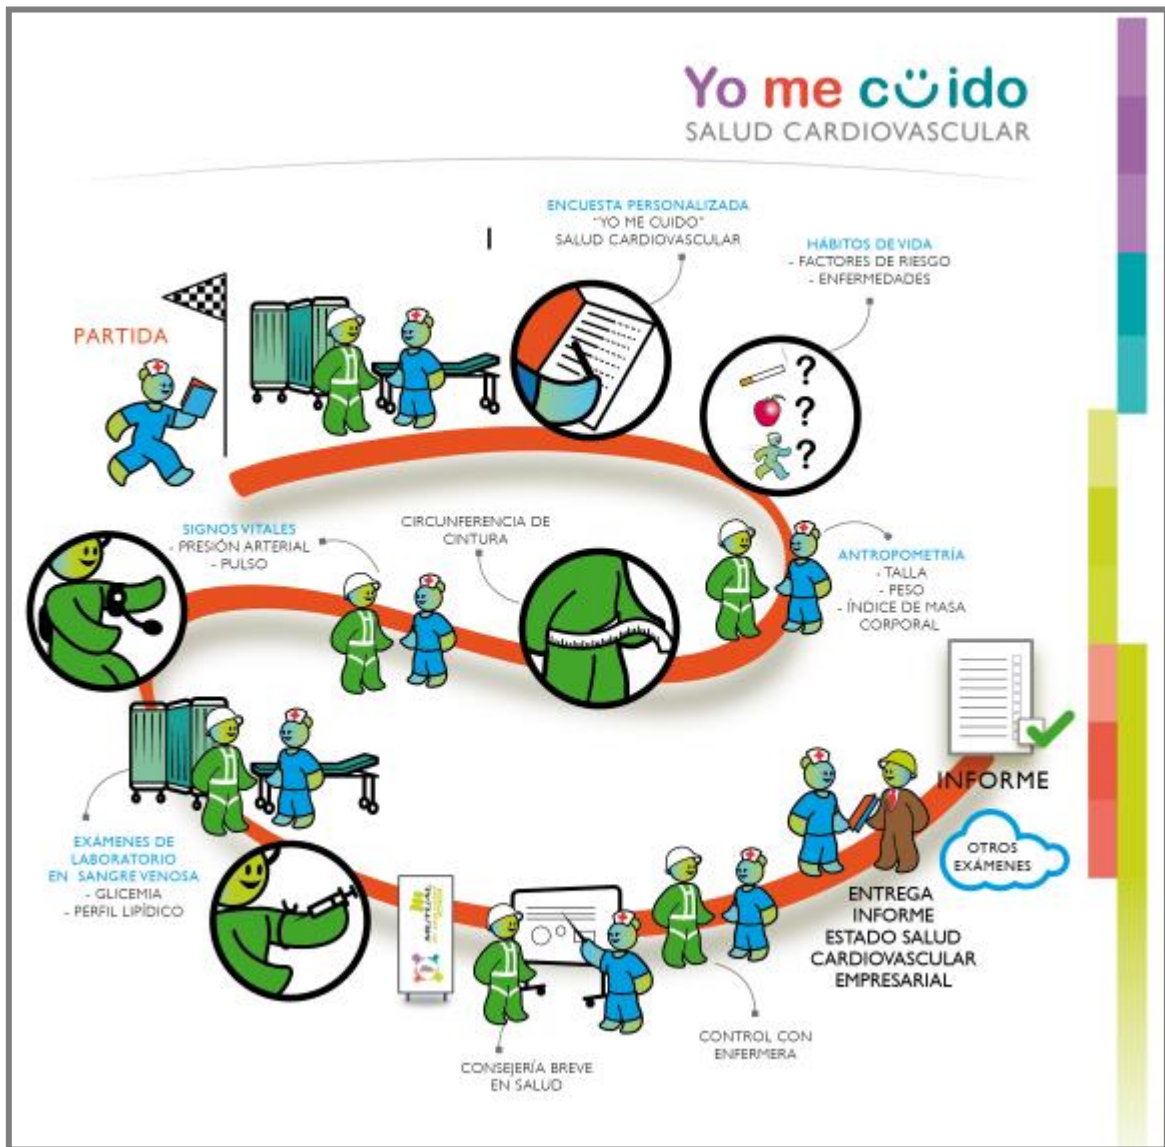 Yo me cüido
SALUD CARDIOVASCULAR
ENCUESTA PERSONALIZADA
"YO ME CUIDO"
SALUD CARDIOVASCULAR
HÁBITOS DE VIDA
- FACTORES DE RIESGO
- ENFERMEDADES
PARTIDA
?
?
?
SIGNOS VITALES
- PRESIÓN ARTERIAL
- PULSO
CIRCUNFERENCIA DE
CINTURA
ANTROPOMETRÍA
- TALLA
- PESO
- ÍNDICE DE MASA
CORPORAL
EXÁMENES DE
LABORATORIO
EN SANGRE VENOSA
- GLICEMIA
- PERFIL LIPÍDICO
MUTUAL
CONSEJERÍA BREVE
EN SALUD
CONTROL CON
ENFERMERA
ENTREGA
INFORME
ESTADO SALUD
CARDIOVASCULAR
EMPRESARIAL
INFORME
OTROS
EXÁMENES